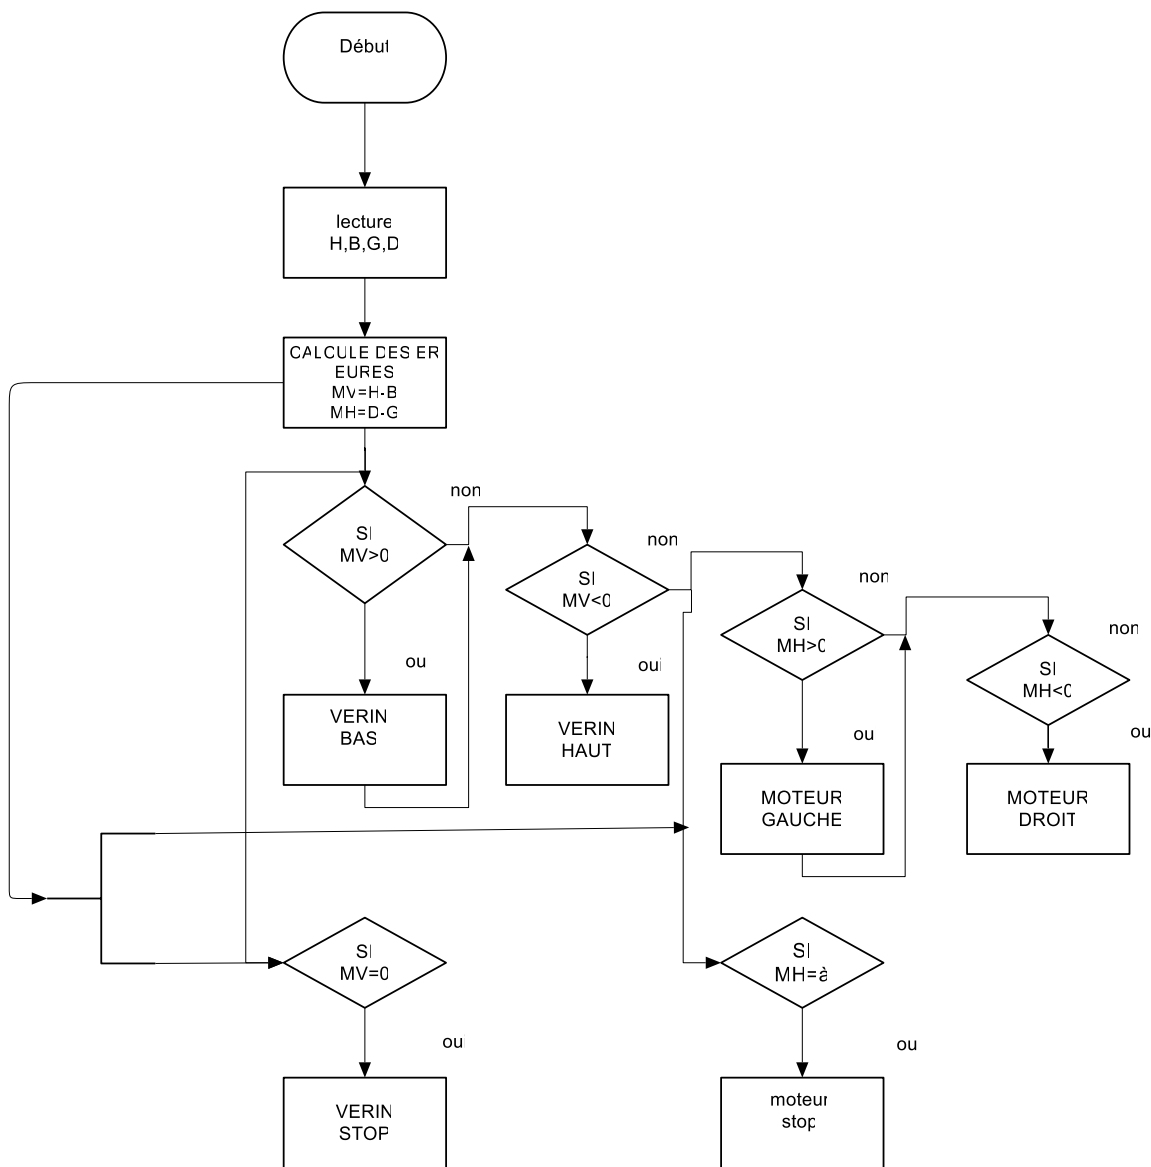 Début
lecture
H,B,G,D
CALCULE DES ER
EURES
MV=H-B
MH=D-G
non
SI
MV>0
non
SI
MV<0
non
SI
MH>0
non
SI
MH<0
ou
oui
ou
ou
VERIN
BAS
VERIN
HAUT
MOTEUR
GAUCHE
MOTEUR
DROIT
SI
MV=0
SI
MH=à
oui
ou
VERIN
STOP
moteur
stop